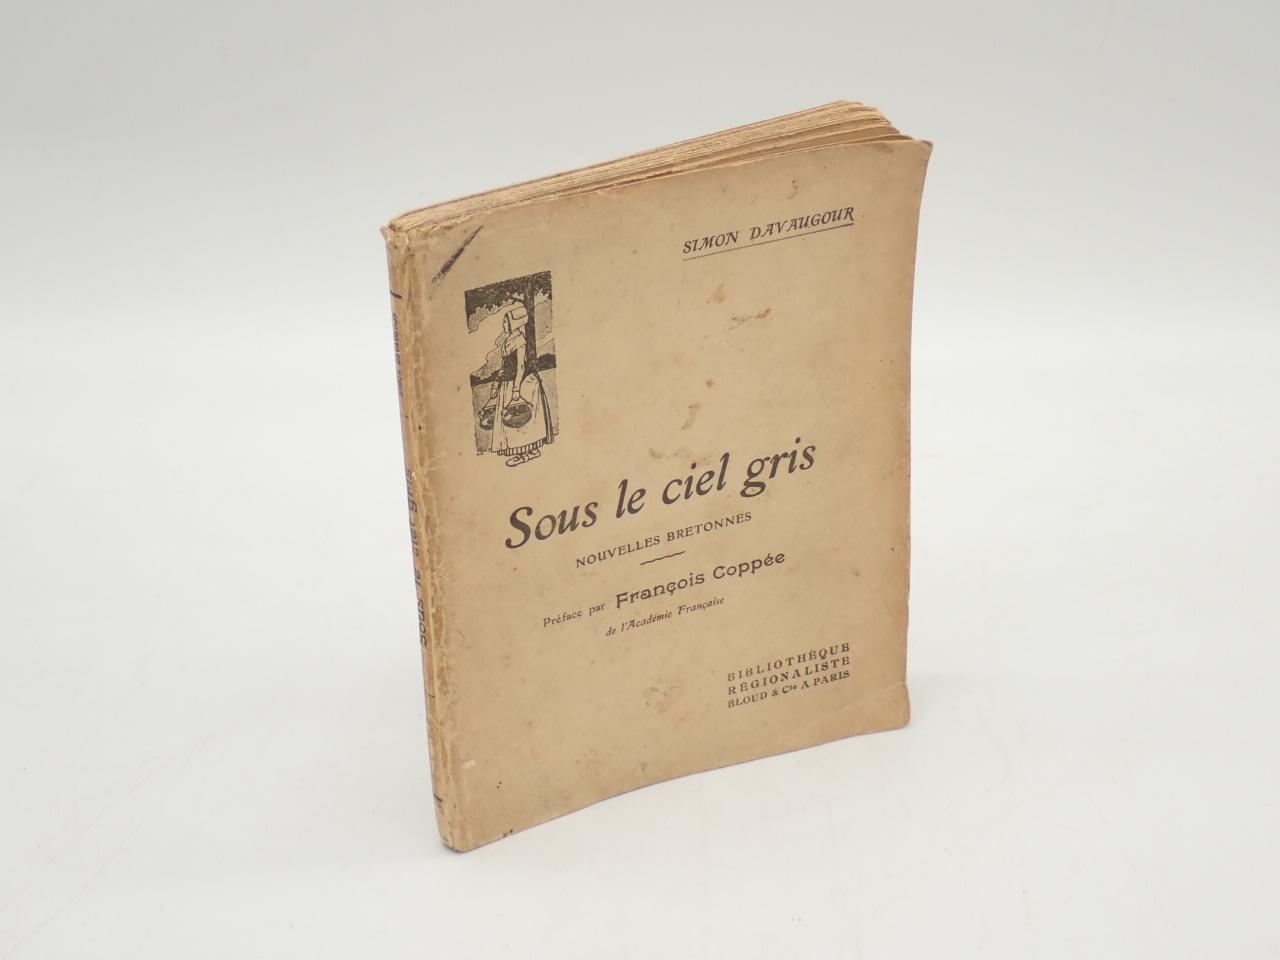 SIMON DAVAUGOUR
Sous le ciel gris
NOUVELLES BRETONNES
Préface par François Coppée
de l'Académie Française
BIBLIOTHÈQUE
RÉGIONALISTE
BLOUD & Cie A PARIS
Sous le ciel gris